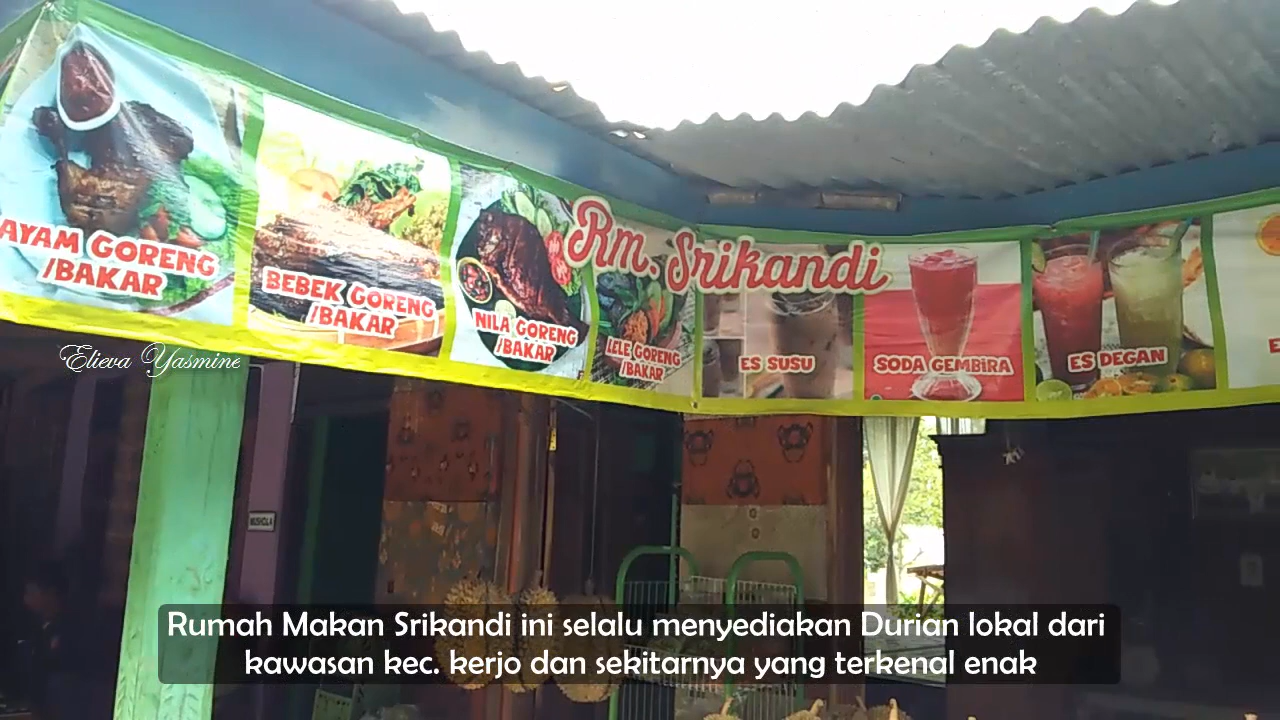 AYAM GORENG
/BAKAR
BEBEK GORENG
/BAKAR
NILA GORENG
/BAKAR
Rm. Srikandi
LELE GORENG
/BAKAR
ES SUSU
SODA GEMBIRA
ES DEGAN
Elieva Yasmine
MUSHOLA
Rumah Makan Srikandi ini selalu menyediakan Durian lokal dari
kawasan kec. kerjo dan sekitarnya yang terkenal enak